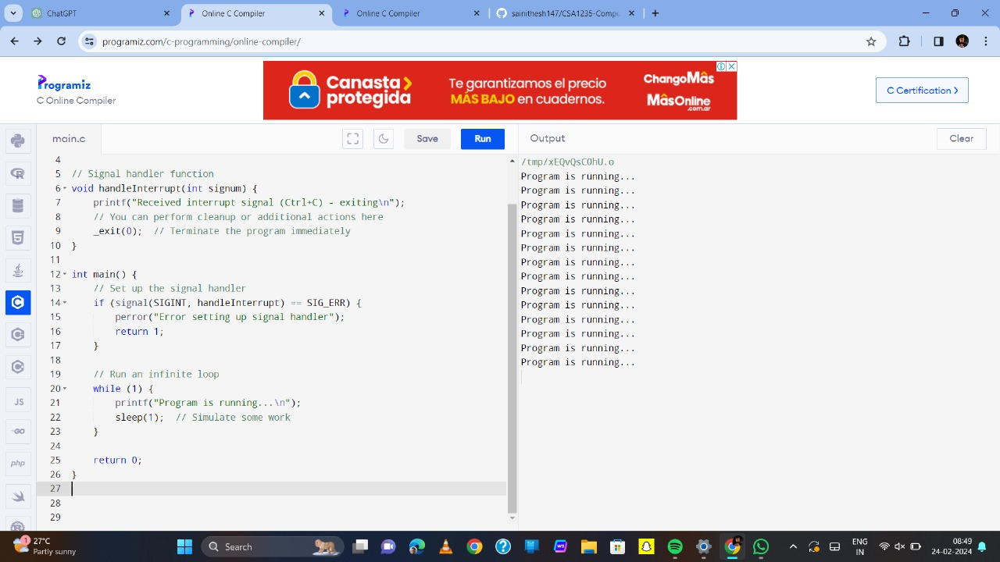 ChatGPT
Online C Compiler
Online C Compiler
sainithesh147/CSA1235-Compu
programiz.com/c-programming/online-compiler/
Programiz
C Online Compiler
Canasta
protegida
Te garantizamos el precio
MÁS BAJO en cuadernos.
ChangoMâs
MâsOnline
.com.ar
C Certification
main.c
Save
Run
Output
Clear
4
5 // Signal handler function
6 void handleInterrupt(int signum) {
7 printf("Received interrupt signal (Ctrl+C) - exiting\n");
8 // You can perform cleanup or additional actions here
9 _exit(0);  // Terminate the program immediately
10 }
11
12 int main() {
13 // Set up the signal handler
14 if (signal(SIGINT, handleInterrupt) == SIG_ERR) {
15 perror("Error setting up signal handler");
16 return 1;
17 }
18
19 // Run an infinite loop
20 while (1) {
21 printf("Program is running...\n");
22 sleep(1);  // Simulate some work
23 }
24
25 return 0;
26 }
27
28
29
/tmp/xEQvQsCOhU.o
Program is running...
Program is running...
Program is running...
Program is running...
Program is running...
Program is running...
Program is running...
Program is running...
Program is running...
Program is running...
Program is running...
Program is running...
Program is running...
Program is running...
JS
GO
php
1
27°C
Partly sunny
Search
ENG
IN
08:49
24-02-2024